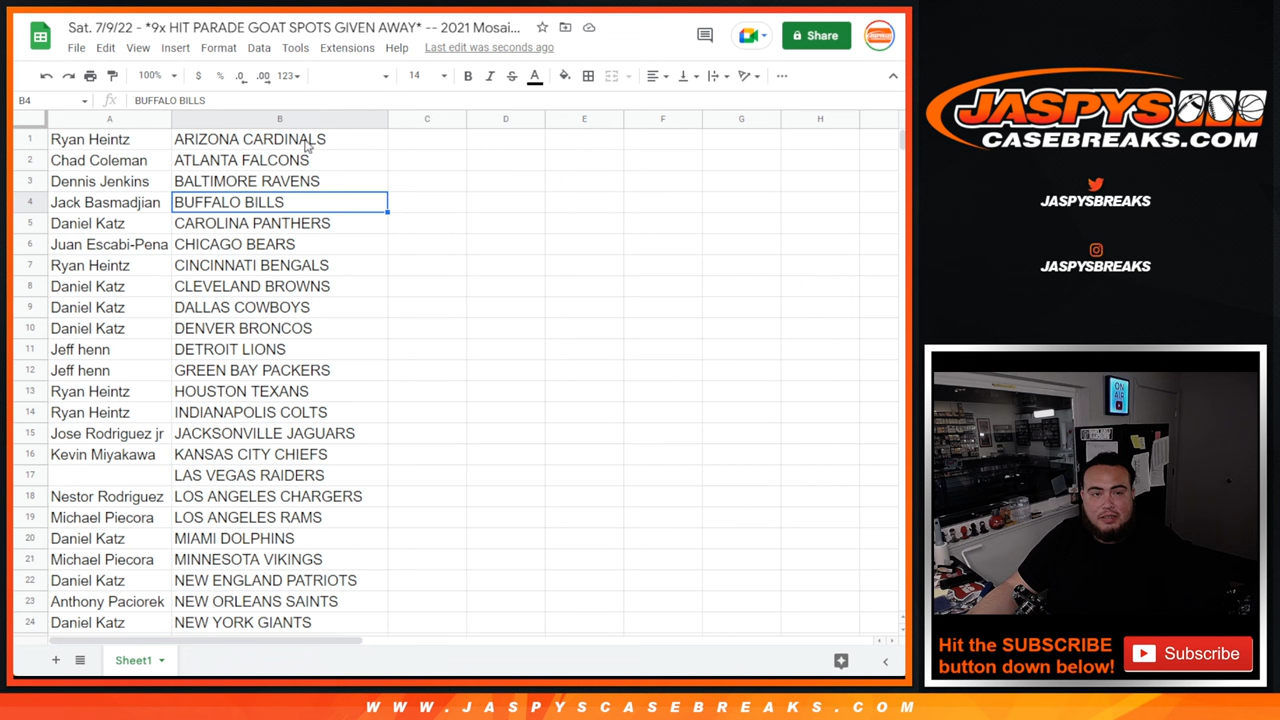 Sat. 7/9/22 - *9x HIT PARADE GOAT SPOTS GIVEN AWAY* -- 2021 Mosai...
File Edit View Insert Format Data Tools Extensions Help Last edit was seconds ago
Share
100% $ % .0 .00 123 14 B I S A
B4 fx BUFFALO BILLS
A B C D E F G H
1 Ryan Heintz ARIZONA CARDINALS
2 Chad Coleman ATLANTA FALCONS
3 Dennis Jenkins BALTIMORE RAVENS
4 Jack Basmadjian BUFFALO BILLS
5 Daniel Katz CAROLINA PANTHERS
6 Juan Escabi-Pena CHICAGO BEARS
7 Ryan Heintz CINCINNATI BENGALS
8 Daniel Katz CLEVELAND BROWNS
9 Daniel Katz DALLAS COWBOYS
10 Daniel Katz DENVER BRONCOS
11 Jeff henn DETROIT LIONS
12 Jeff henn GREEN BAY PACKERS
13 Ryan Heintz HOUSTON TEXANS
14 Ryan Heintz INDIANAPOLIS COLTS
15 Jose Rodriguez jr JACKSONVILLE JAGUARS
16 Kevin Miyakawa KANSAS CITY CHIEFS
17 LAS VEGAS RAIDERS
18 Nestor Rodriguez LOS ANGELES CHARGERS
19 Michael Piecora LOS ANGELES RAMS
20 Daniel Katz MIAMI DOLPHINS
21 Michael Piecora MINNESOTA VIKINGS
22 Daniel Katz NEW ENGLAND PATRIOTS
23 Anthony Paciorek NEW ORLEANS SAINTS
24 Daniel Katz NEW YORK GIANTS
Sheet1
JASPYS
CASEBREAKS.COM
JASPYSBREAKS
JASPYSBREAKS
ON AIR
Hit the SUBSCRIBE
button down below!
Subscribe
WWW.JASPYSCASEBREAKS.COM